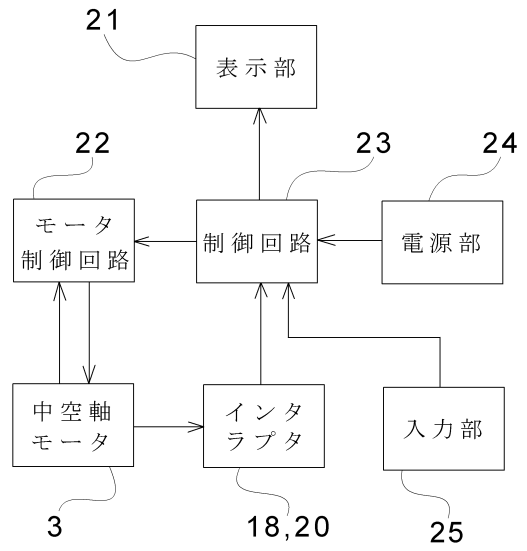 21
表示部
22
23
24
モータ
制御回路
制御回路
電源部
中空軸
モータ
インタ
ラプタ
入力部
3
18,20
25